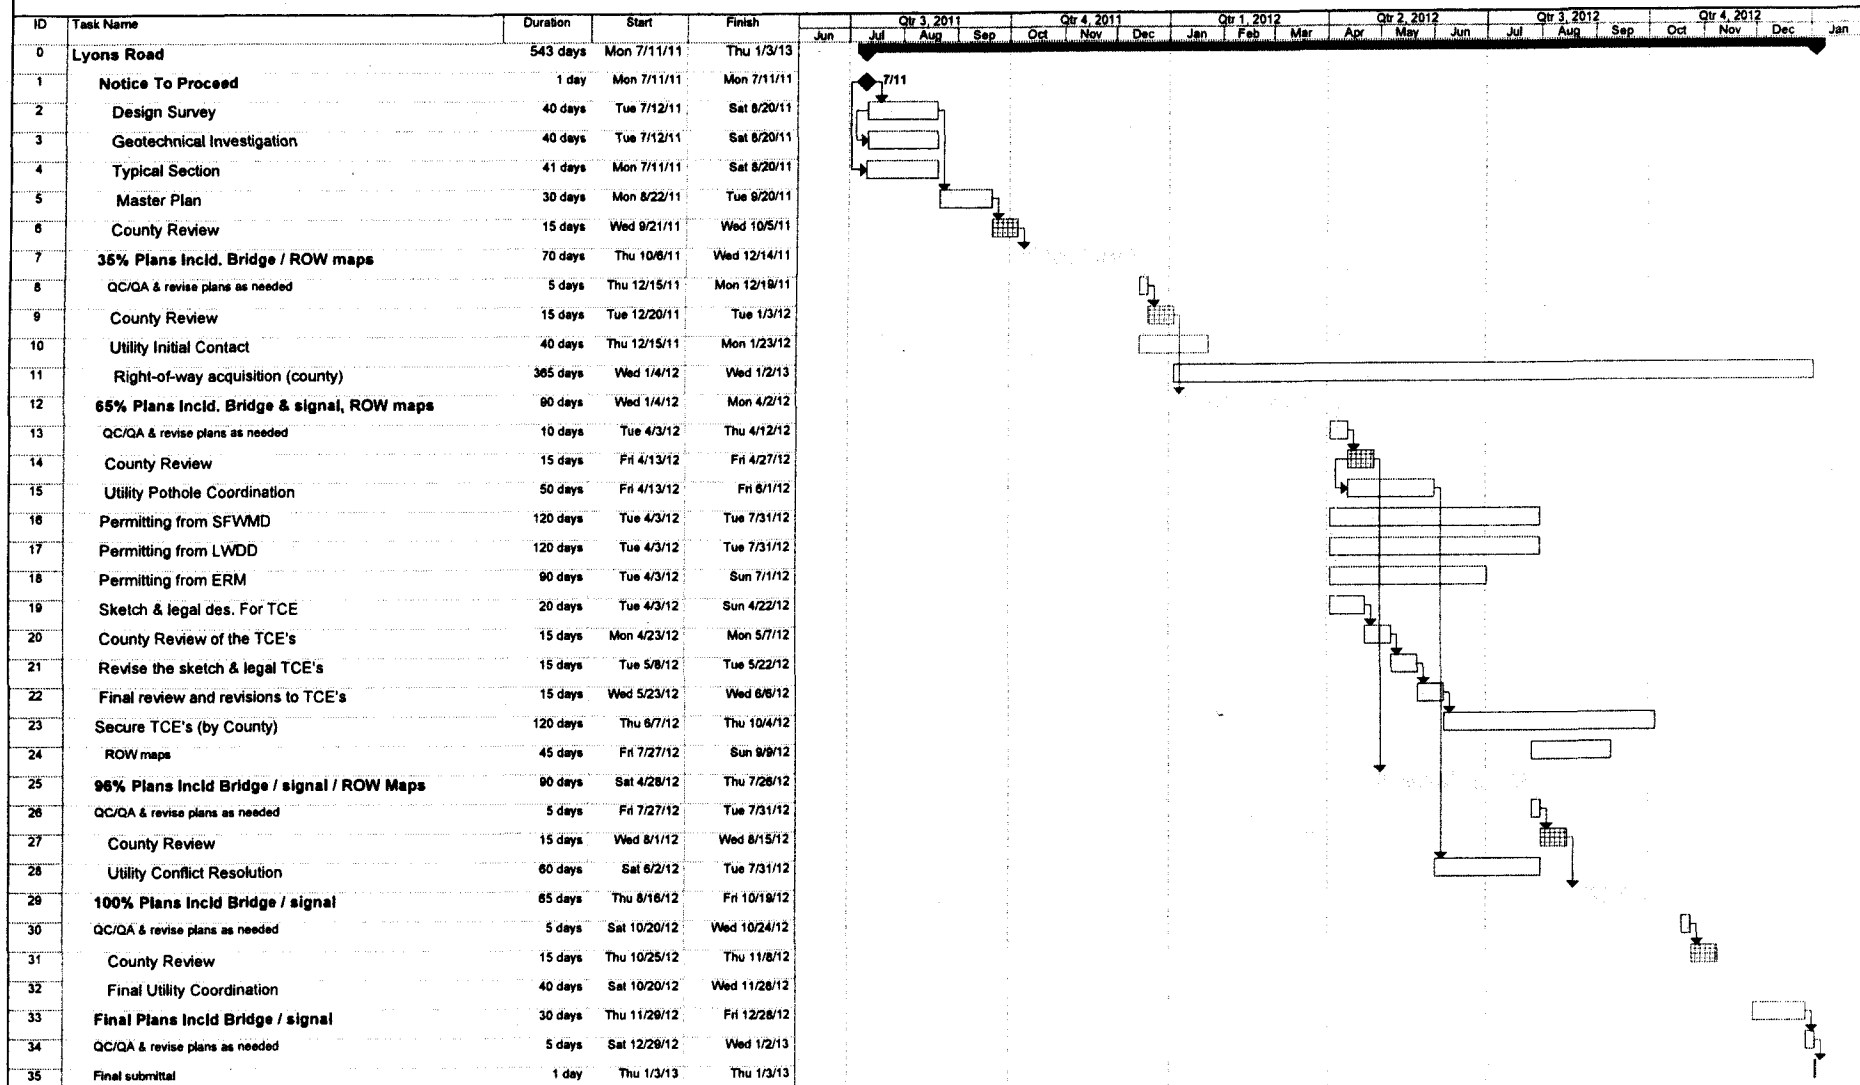 Qtr 3, 2011 Qtr 4, 2011 Qtr 1, 2012 Qtr 2, 2012 Qtr 3, 2012 Qtr 4, 2012
ID Task Name Duration Start Finish Jun Jul Aug Sep Oct Nov Dec Jan Feb Mar Apr May Jun Jul Aug Sep Oct Nov Dec Jan
0 Lyons Road 543 days Mon 7/11/11 Thu 1/3/13
1 Notice To Proceed 1 day Mon 7/11/11 Mon 7/11/11 7/11
2 Design Survey 40 days Tue 7/12/11 Sat 8/20/11
3 Geotechnical Investigation 40 days Tue 7/12/11 Sat 8/20/11
4 Typical Section 41 days Mon 7/11/11 Sat 8/20/11
5 Master Plan 30 days Mon 8/22/11 Tue 9/20/11
6 County Review 15 days Wed 9/21/11 Wed 10/5/11
7 35% Plans Incld. Bridge / ROW maps 70 days Thu 10/6/11 Wed 12/14/11
8 QC/QA & revise plans as needed 5 days Thu 12/15/11 Mon 12/19/11
9 County Review 15 days Tue 12/20/11 Tue 1/3/12
10 Utility Initial Contact 40 days Thu 12/15/11 Mon 1/23/12
11 Right-of-way acquisition (county) 365 days Wed 1/4/12 Wed 1/2/13
12 65% Plans Incld. Bridge & signal, ROW maps 90 days Wed 1/4/12 Mon 4/2/12
13 QC/QA & revise plans as needed 10 days Tue 4/3/12 Thu 4/12/12
14 County Review 15 days Fri 4/13/12 Fri 4/27/12
15 Utility Pothole Coordination 50 days Fri 4/13/12 Fri 6/1/12
16 Permitting from SFWMD 120 days Tue 4/3/12 Tue 7/31/12
17 Permitting from LWDD 120 days Tue 4/3/12 Tue 7/31/12
18 Permitting from ERM 90 days Tue 4/3/12 Sun 7/1/12
19 Sketch & legal des. For TCE 20 days Tue 4/3/12 Sun 4/22/12
20 County Review of the TCE's 15 days Mon 4/23/12 Mon 5/7/12
21 Revise the sketch & legal TCE's 15 days Tue 5/8/12 Tue 5/22/12
22 Final review and revisions to TCE's 15 days Wed 5/23/12 Wed 6/6/12
23 Secure TCE's (by County) 120 days Thu 6/7/12 Thu 10/4/12
24 ROW maps 45 days Fri 7/27/12 Sun 9/9/12
25 96% Plans Incld Bridge / signal / ROW Maps 90 days Sat 4/28/12 Thu 7/26/12
26 QC/QA & revise plans as needed 5 days Fri 7/27/12 Tue 7/31/12
27 County Review 15 days Wed 8/1/12 Wed 8/15/12
28 Utility Conflict Resolution 60 days Sat 6/2/12 Tue 7/31/12
29 100% Plans Incld Bridge / signal 65 days Thu 8/16/12 Fri 10/19/12
30 QC/QA & revise plans as needed 5 days Sat 10/20/12 Wed 10/24/12
31 County Review 15 days Thu 10/25/12 Thu 11/8/12
32 Final Utility Coordination 40 days Sat 10/20/12 Wed 11/28/12
33 Final Plans Incld Bridge / signal 30 days Thu 11/29/12 Fri 12/28/12
34 QC/QA & revise plans as needed 5 days Sat 12/29/12 Wed 1/2/13
35 Final submittal 1 day Thu 1/3/13 Thu 1/3/13